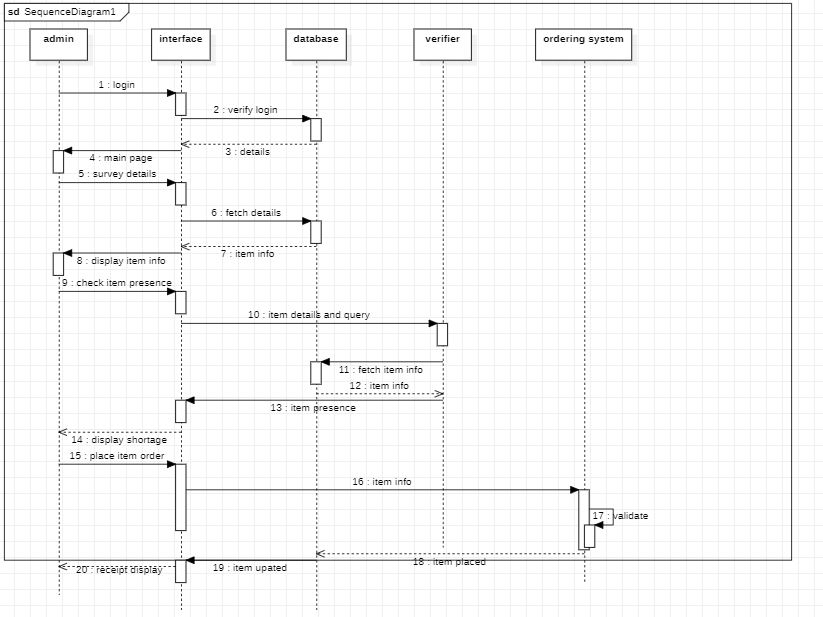 sd SequenceDiagram1
admin
interface
database
verifier
ordering system
1 : login
2 : verify login
3 : details
4 : main page
5 : survey details
6 : fetch details
7 : item info
8 : display item info
9 : check item presence
10 : item details and query
11 : fetch item info
12 : item info
13 : item presence
14 : display shortage
15 : place item order
16 : item info
17 : validate
18 : item placed
19 : item upated
20 : receipt display